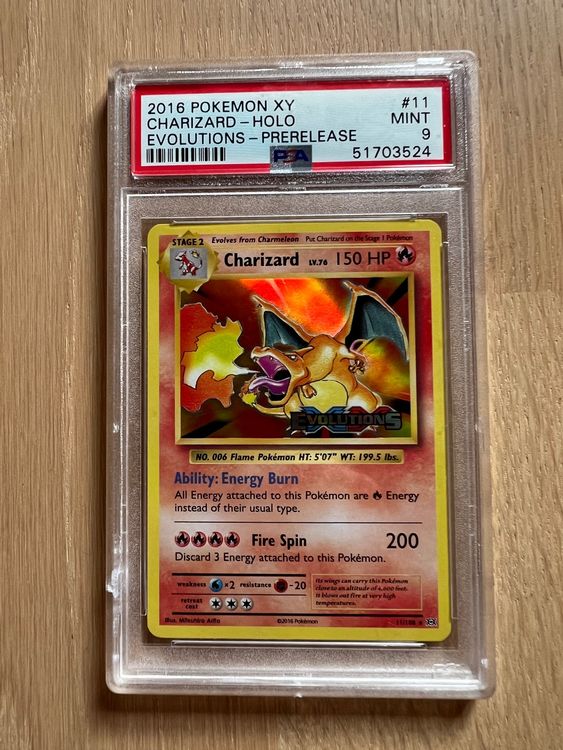 2016 POKEMON XY #11
CHARIZARD-HOLO MINT
EVOLUTIONS-PRERELEASE 9
PSA 51703524
STAGE 2 Evolves from Charmeleon Put Charizard on the Stage 1 Pokémon
Charizard LV.76 150 HP
EVOLUTIONS
NO. 006 Flame Pokémon HT: 5'07" WT: 199.5 lbs.
Ability: Energy Burn
All Energy attached to this Pokémon are Energy
instead of their usual type.
Fire Spin 200
Discard 3 Energy attached to this Pokémon.
weakness ×2 resistance -20
retreat
cost
Its wings can carry this Pokémon
close to an altitude of 4,600 feet.
It blows out fire at very high
temperatures.
Illus. Mitsuhiro Arita ©2016 Pokémon 11/108